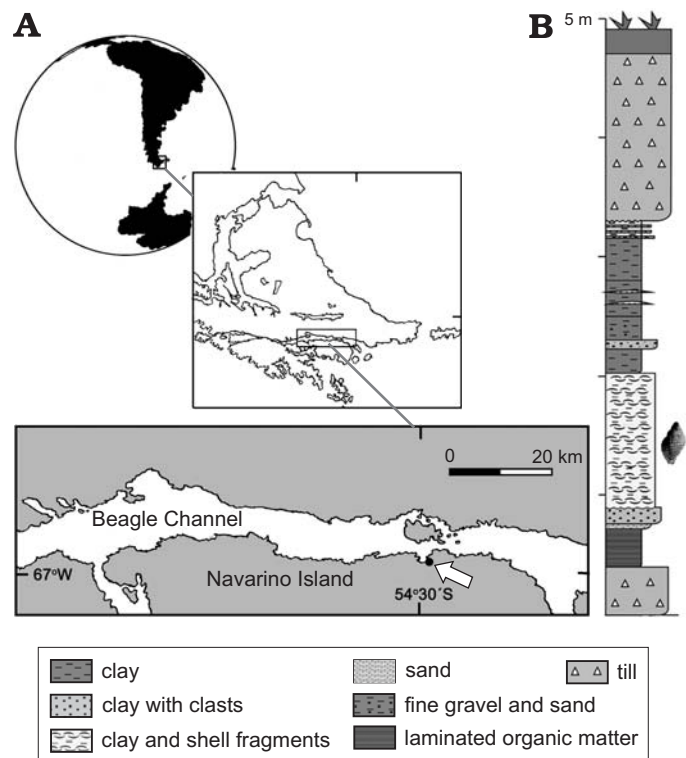 A
B
5 m
0 20 km
Beagle Channel
67°W
Navarino Island
54°30´S
clay
sand
till
clay with clasts
fine gravel and sand
clay and shell fragments
laminated organic matter